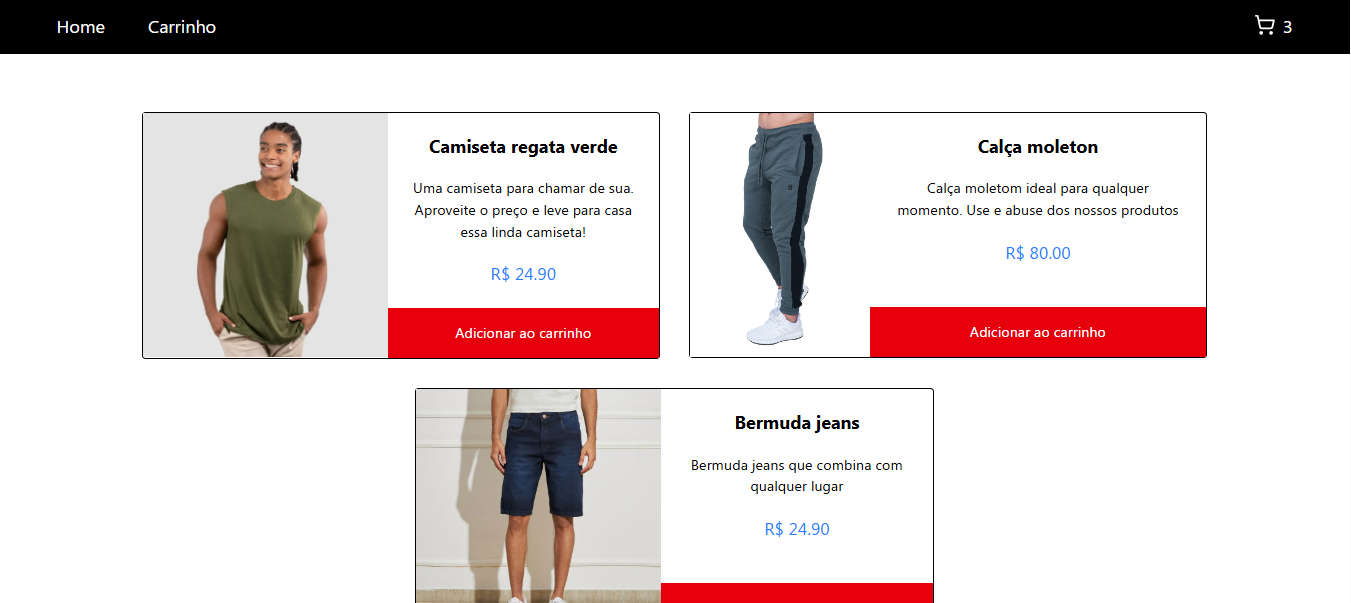 Home
Carrinho
3
Camiseta regata verde
Uma camiseta para chamar de sua.
Aproveite o preço e leve para casa
essa linda camiseta!
R$ 24.90
Adicionar ao carrinho
Calça moleton
Calça moletom ideal para qualquer
momento. Use e abuse dos nossos produtos
R$ 80.00
Adicionar ao carrinho
Bermuda jeans
Bermuda jeans que combina com
qualquer lugar
R$ 24.90